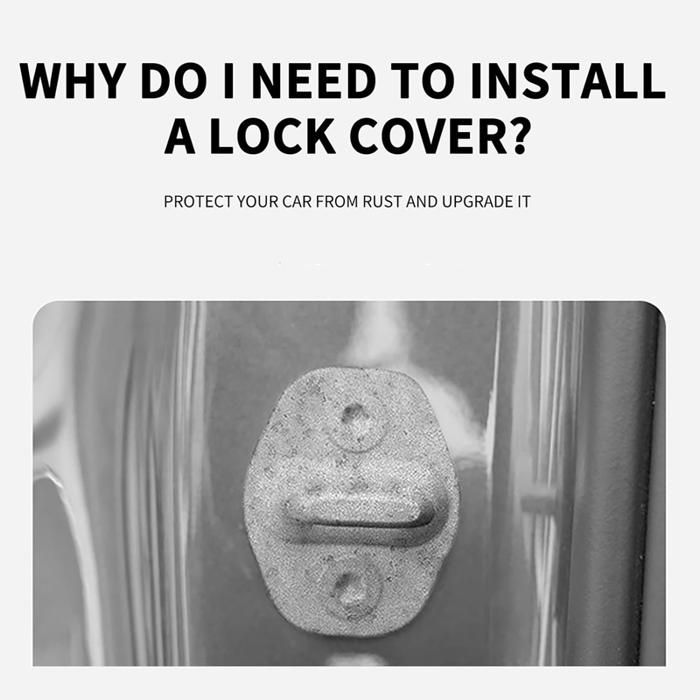 WHY DO I NEED TO INSTALL
A LOCK COVER?
PROTECT YOUR CAR FROM RUST AND UPGRADE IT